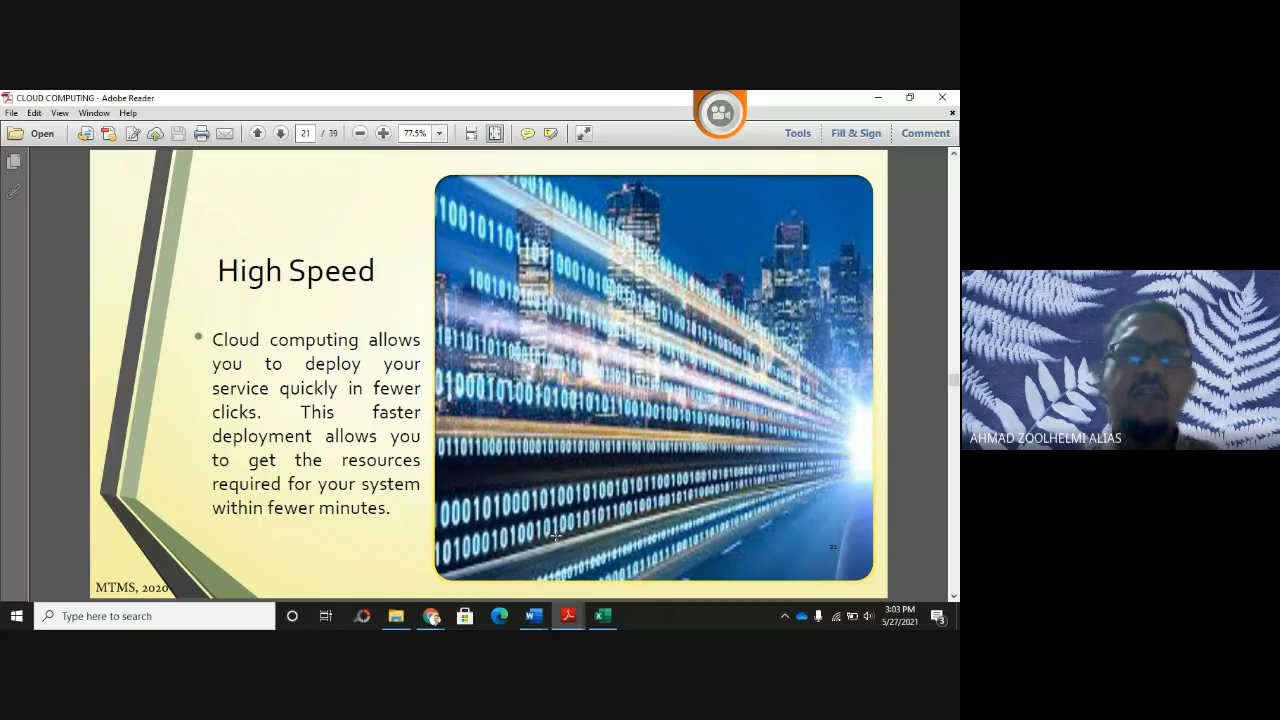 CLOUD COMPUTING - Adobe Reader
File Edit View Window Help
Open 21 / 39 77.5% Tools Fill & Sign Comment
High Speed
Cloud computing allows
you to deploy your
service quickly in fewer
clicks. This faster
deployment allows you
to get the resources
required for your system
within fewer minutes.
MTMS, 2020
AHMAD ZOOLHELMI ALIAS
Type here to search
3:03 PM
5/27/2021
3